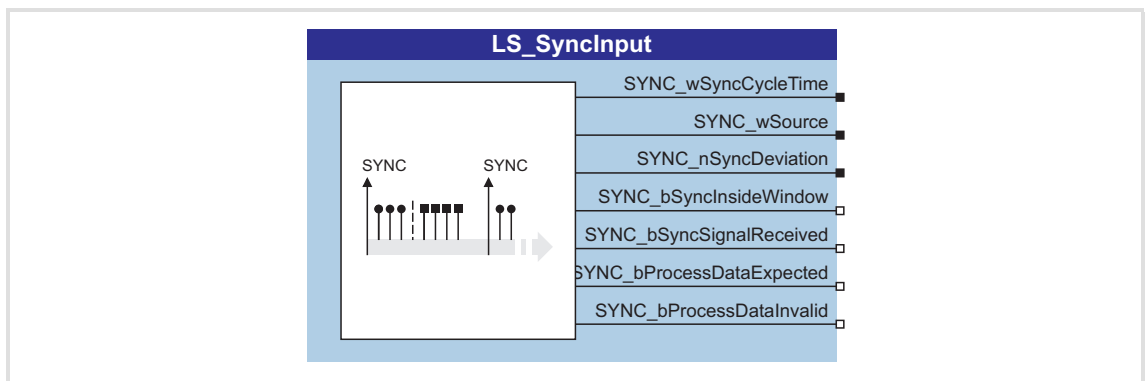 LS_SyncInput
SYNC_wSyncCycleTime
SYNC_wSource
SYNC_nSyncDeviation
SYNC_bSyncInsideWindow
SYNC_bSyncSignalReceived
SYNC_bProcessDataExpected
SYNC_bProcessDataInvalid
SYNC SYNC